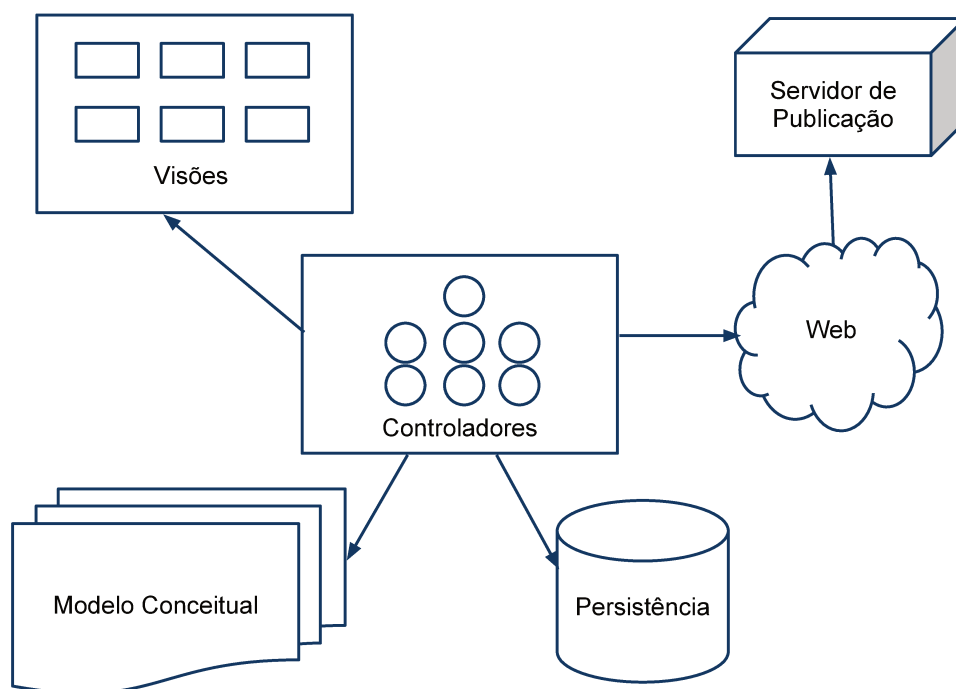 Visões
Servidor de
Publicação
Web
Controladores
Modelo Conceitual
Persistência